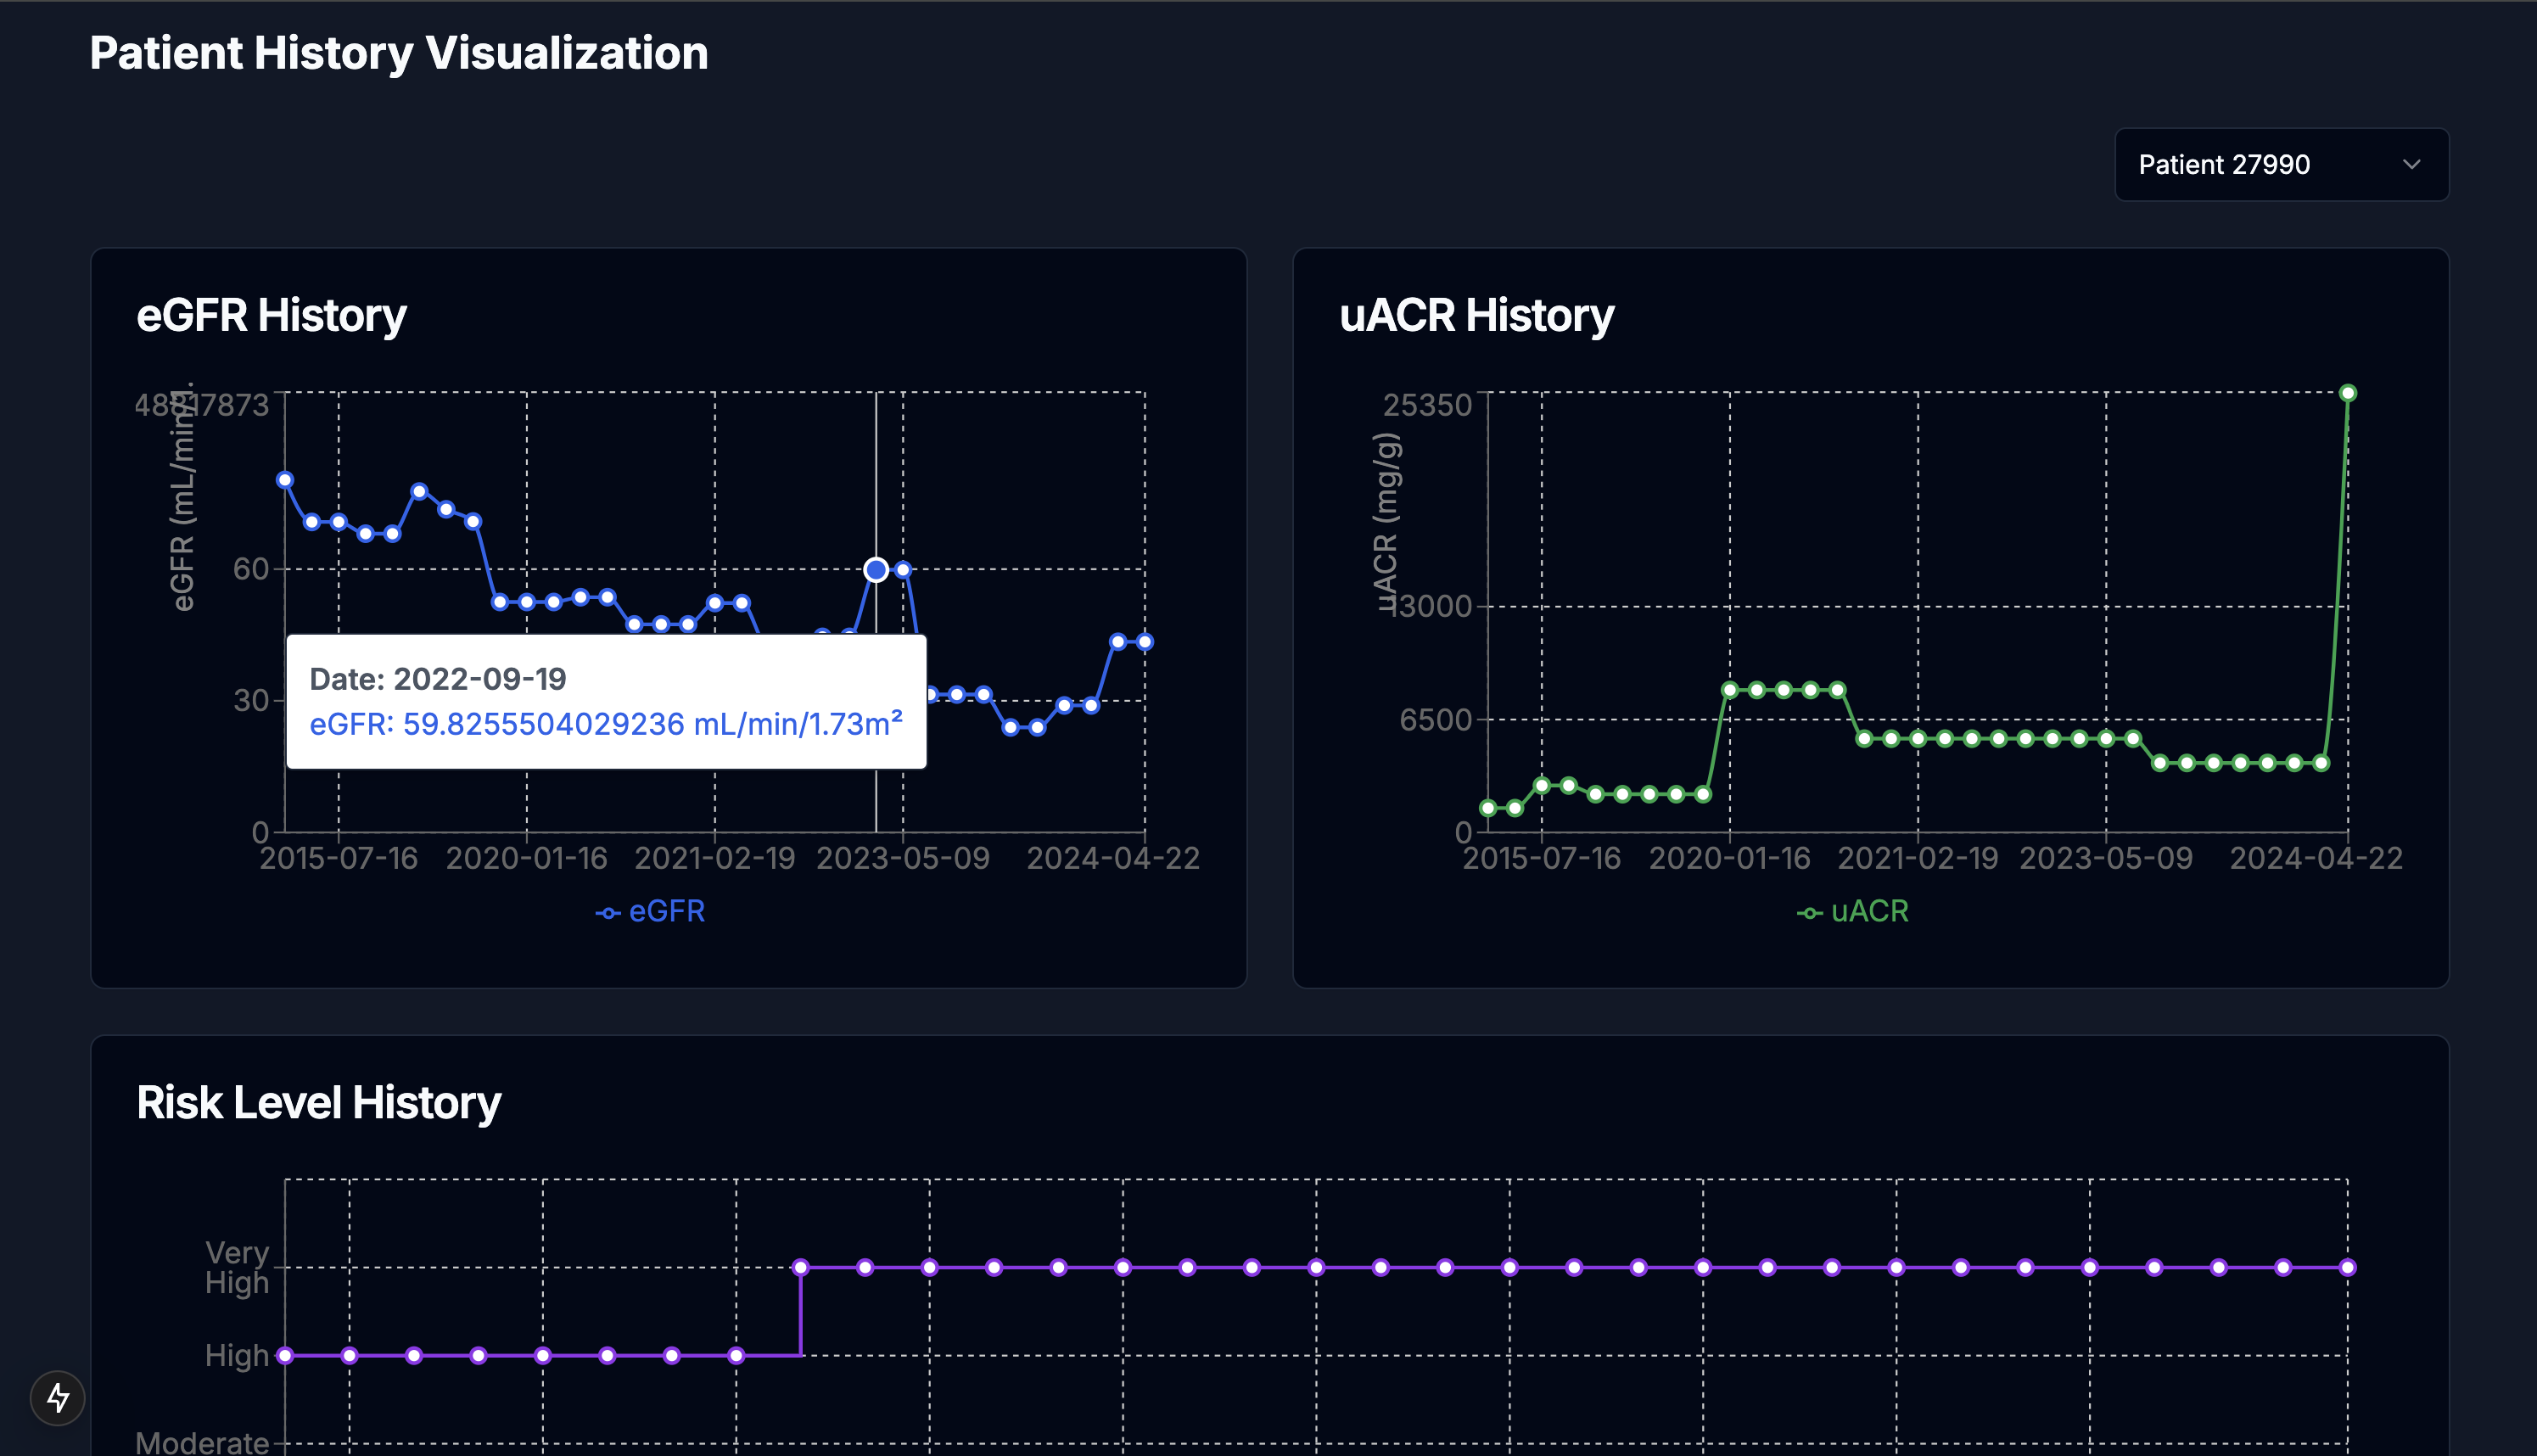 Patient History Visualization
Patient 27990
eGFR History
48817873
eGFR (mL/min/1.
60
30
0
Date: 2022-09-19
eGFR: 59.8255504029236 mL/min/1.73m²
2015-07-16 2020-01-16 2021-02-19 2023-05-09 2024-04-22
eGFR
uACR History
25350
uACR (mg/g)
13000
6500
0
2015-07-16 2020-01-16 2021-02-19 2023-05-09 2024-04-22
uACR
Risk Level History
Very
High
High
Moderate